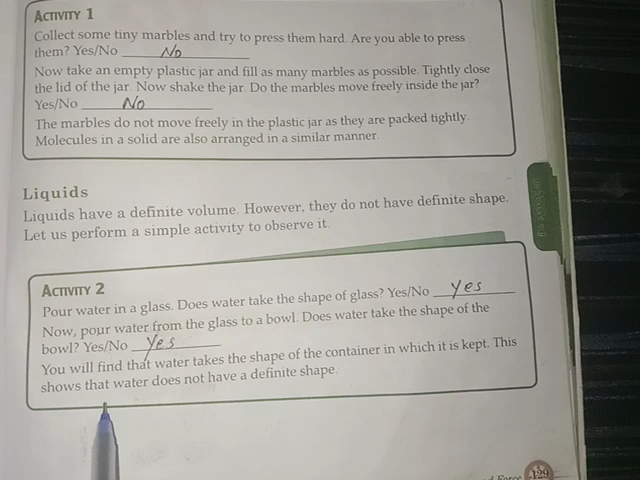 ACTIVITY 1
Collect some tiny marbles and try to press them hard. Are you able to press
them? Yes/No No
Now take an empty plastic jar and fill as many marbles as possible. Tightly close
the lid of the jar. Now shake the jar. Do the marbles move freely inside the jar?
Yes/No No
The marbles do not move freely in the plastic jar as they are packed tightly.
Molecules in a solid are also arranged in a similar manner.
Liquids
Liquids have a definite volume. However, they do not have definite shape.
Let us perform a simple activity to observe it.
ACTIVITY 2
Pour water in a glass. Does water take the shape of glass? Yes/No Yes
Now, pour water from the glass to a bowl. Does water take the shape of the
bowl? Yes/No Yes
You will find that water takes the shape of the container in which it is kept. This
shows that water does not have a definite shape.
Force 129